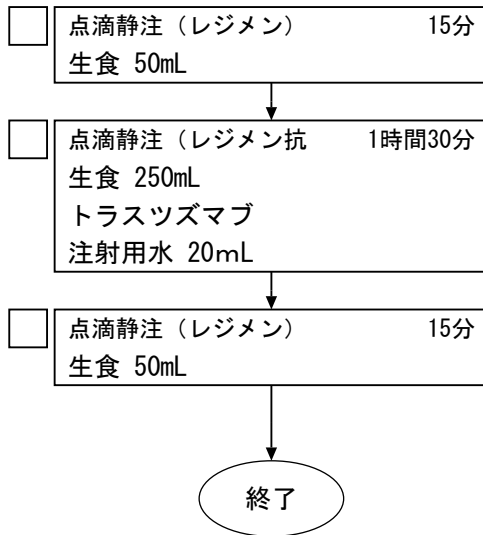 点滴静注（レジメン） 15分
生食 50mL
点滴静注（レジメン抗 1時間30分
生食 250mL
トラスツズマブ
注射用水 20mL
点滴静注（レジメン） 15分
生食 50mL
終了